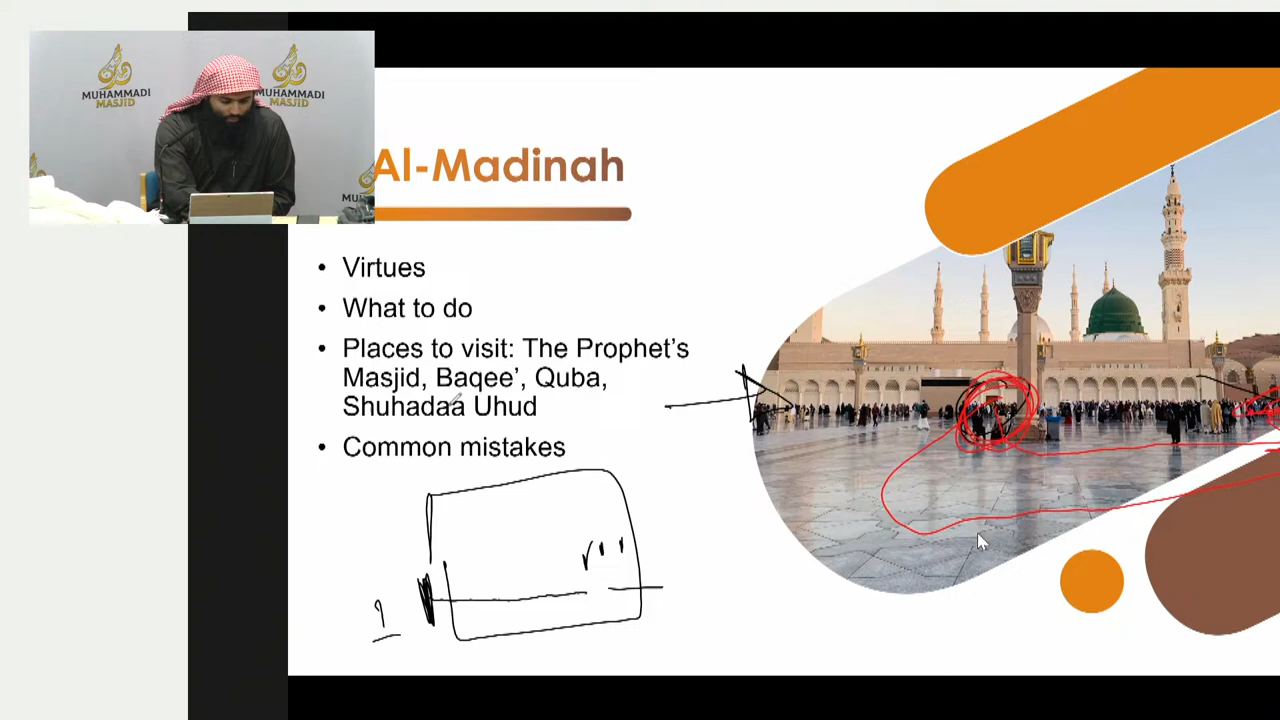 MUHAMMADI
MASJID
MUHAMMADI
MASJID
Al-Madinah
• Virtues
• What to do
• Places to visit: The Prophet’s
Masjid, Baqee’, Quba,
Shuhadaa Uhud
• Common mistakes